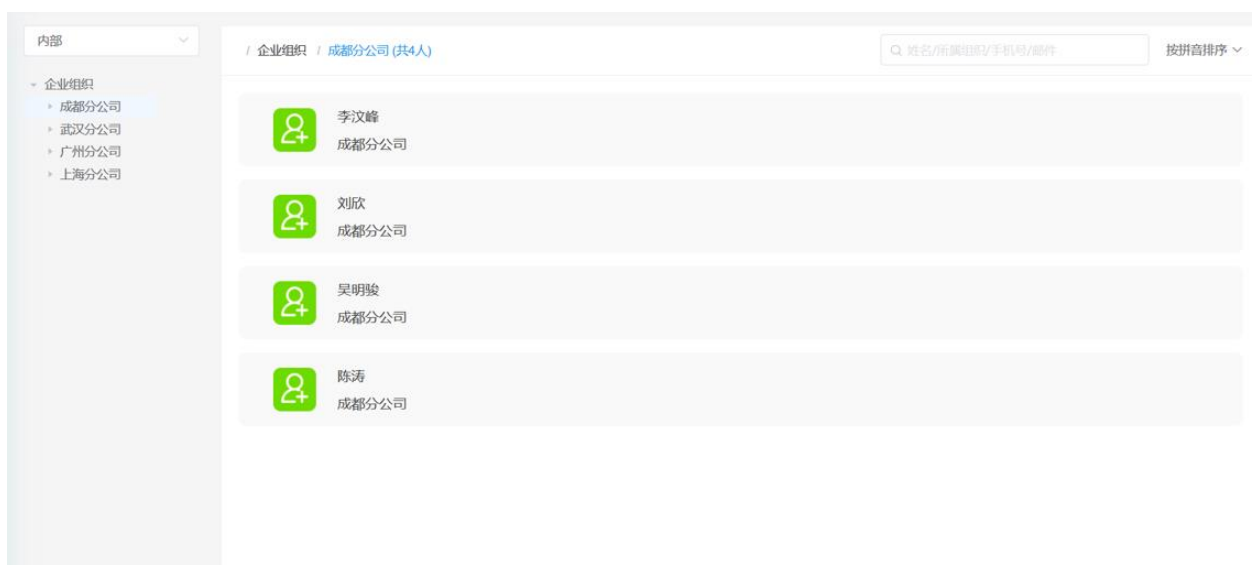 内部
企业组织
成都分公司
武汉分公司
广州分公司
上海分公司
/ 企业组织 / 成都分公司 (共4人)
姓名/所属组织/手机号/邮件
按拼音排序
李汶峰
成都分公司
刘欣
成都分公司
吴明骏
成都分公司
陈涛
成都分公司